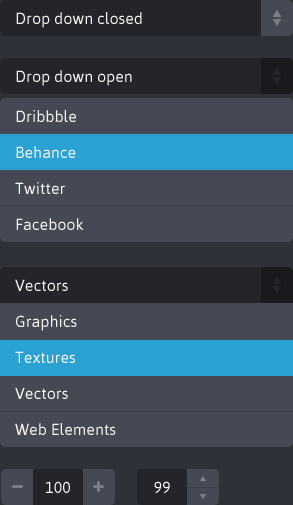 Drop down closed
Drop down open
Dribbble
Behance
Twitter
Facebook
Vectors
Graphics
Textures
Vectors
Web Elements
− 100 + 99